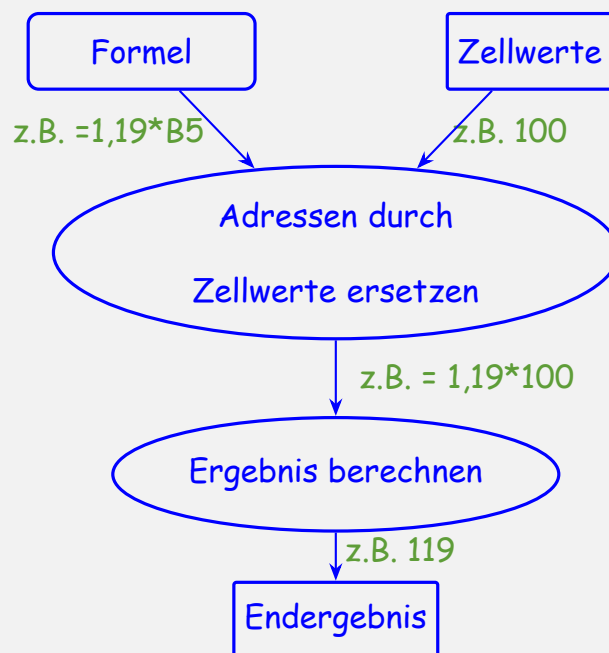 Formel
Zellwerte
z.B. =1,19*B5
z.B. 100
Adressen durch
Zellwerte ersetzen
z.B. = 1,19*100
Ergebnis berechnen
z.B. 119
Endergebnis